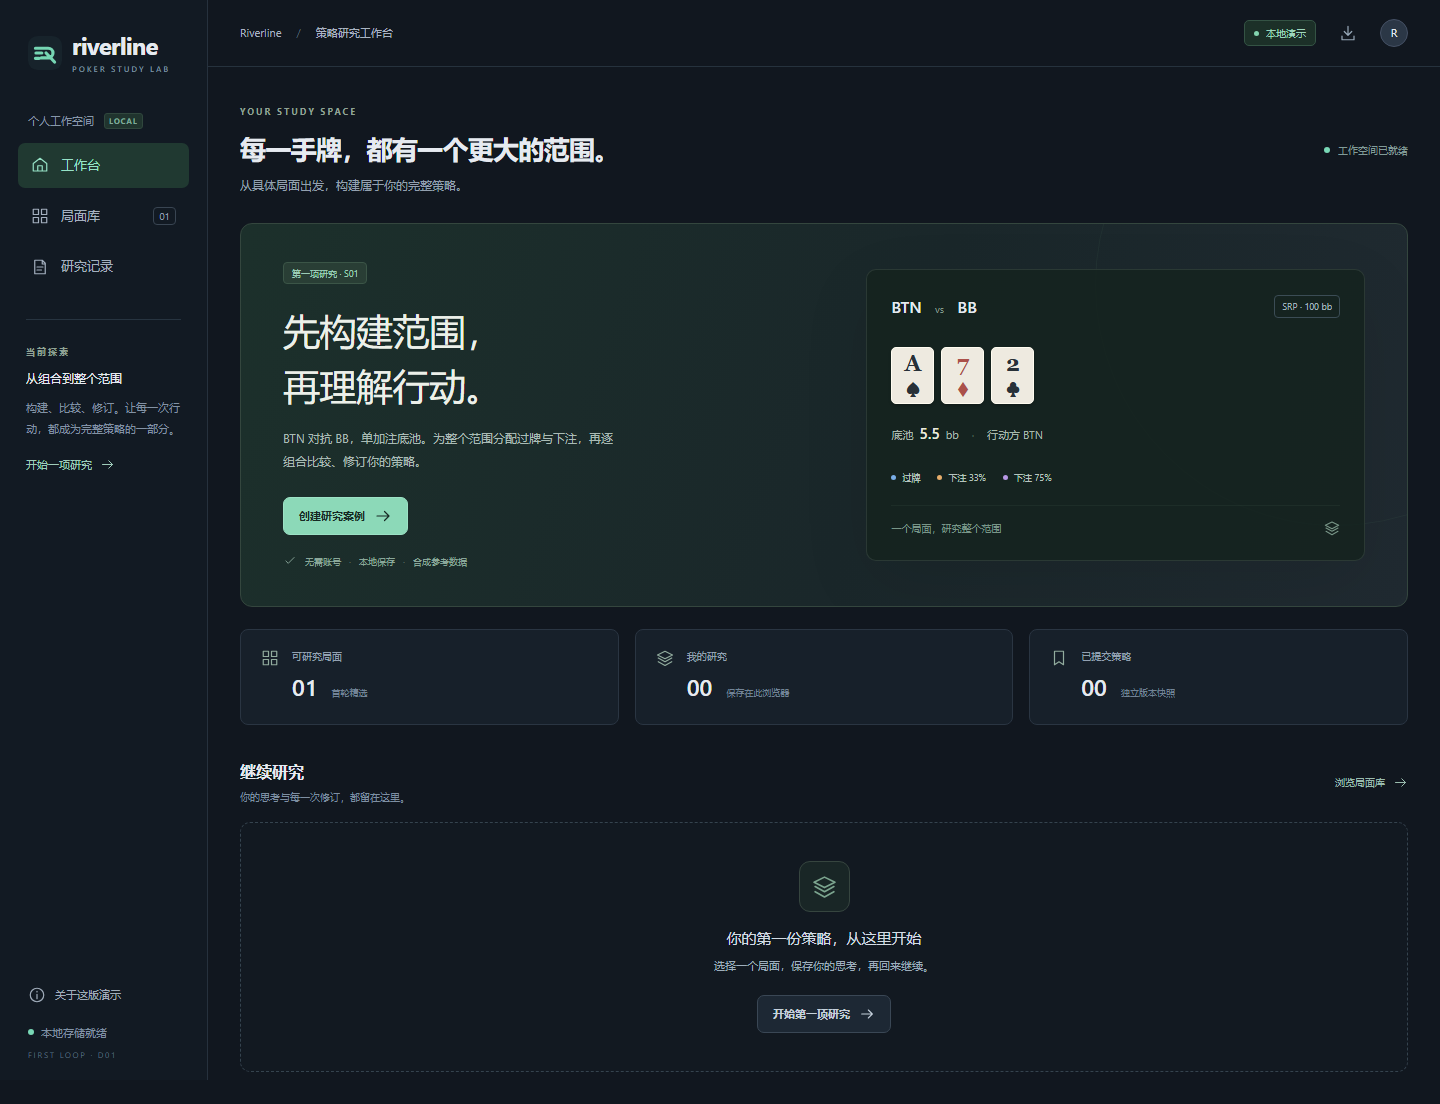 riverline
POKER STUDY LAB
个人工作空间 LOCAL
工作台
局面库 01
研究记录
当前探索
从组合到整个范围
构建、比较、修订。让每一次行
动，都成为完整策略的一部分。
开始一项研究
关于这版演示
本地存储就绪
FIRST LOOP · D01
Riverline / 策略研究工作台
本地演示
R
YOUR STUDY SPACE
每一手牌，都有一个更大的范围。
从具体局面出发，构建属于你的完整策略。
工作空间已就绪
第一项研究 · S01
先构建范围，
再理解行动。
BTN 对抗 BB，单加注底池。为整个范围分配过牌与下注，再逐
组合比较、修订你的策略。
创建研究案例
无需账号 · 本地保存 · 合成参考数据
BTN vs BB
SRP · 100 bb
A 7 2
底池 5.5 bb · 行动方 BTN
过牌 下注 33% 下注 75%
一个局面，研究整个范围
可研究局面
01 首轮精选
我的研究
00 保存在此浏览器
已提交策略
00 独立版本快照
继续研究
你的思考与每一次修订，都留在这里。
浏览局面库
你的第一份策略，从这里开始
选择一个局面，保存你的思考，再回来继续。
开始第一项研究